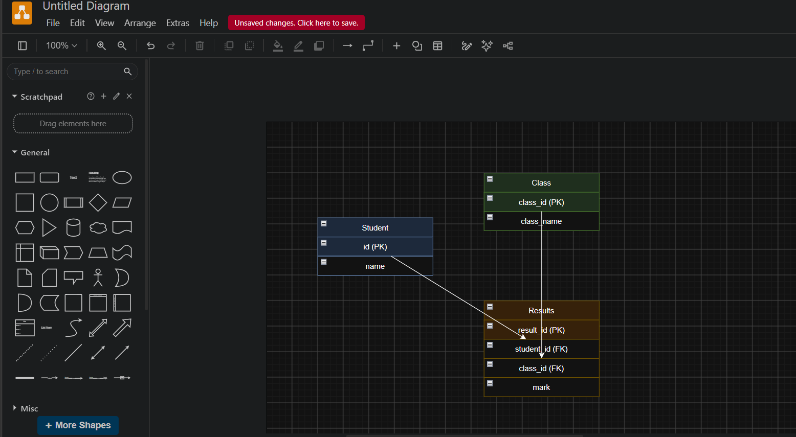 Untitled Diagram
File Edit View Arrange Extras Help Unsaved changes. Click here to save.
100%
Type / to search
Scratchpad
Drag elements here
General
Text
Misc
+ More Shapes
Student
id (PK)
name
Class
class_id (PK)
class_name
Results
result_id (PK)
student_id (FK)
class_id (FK)
mark